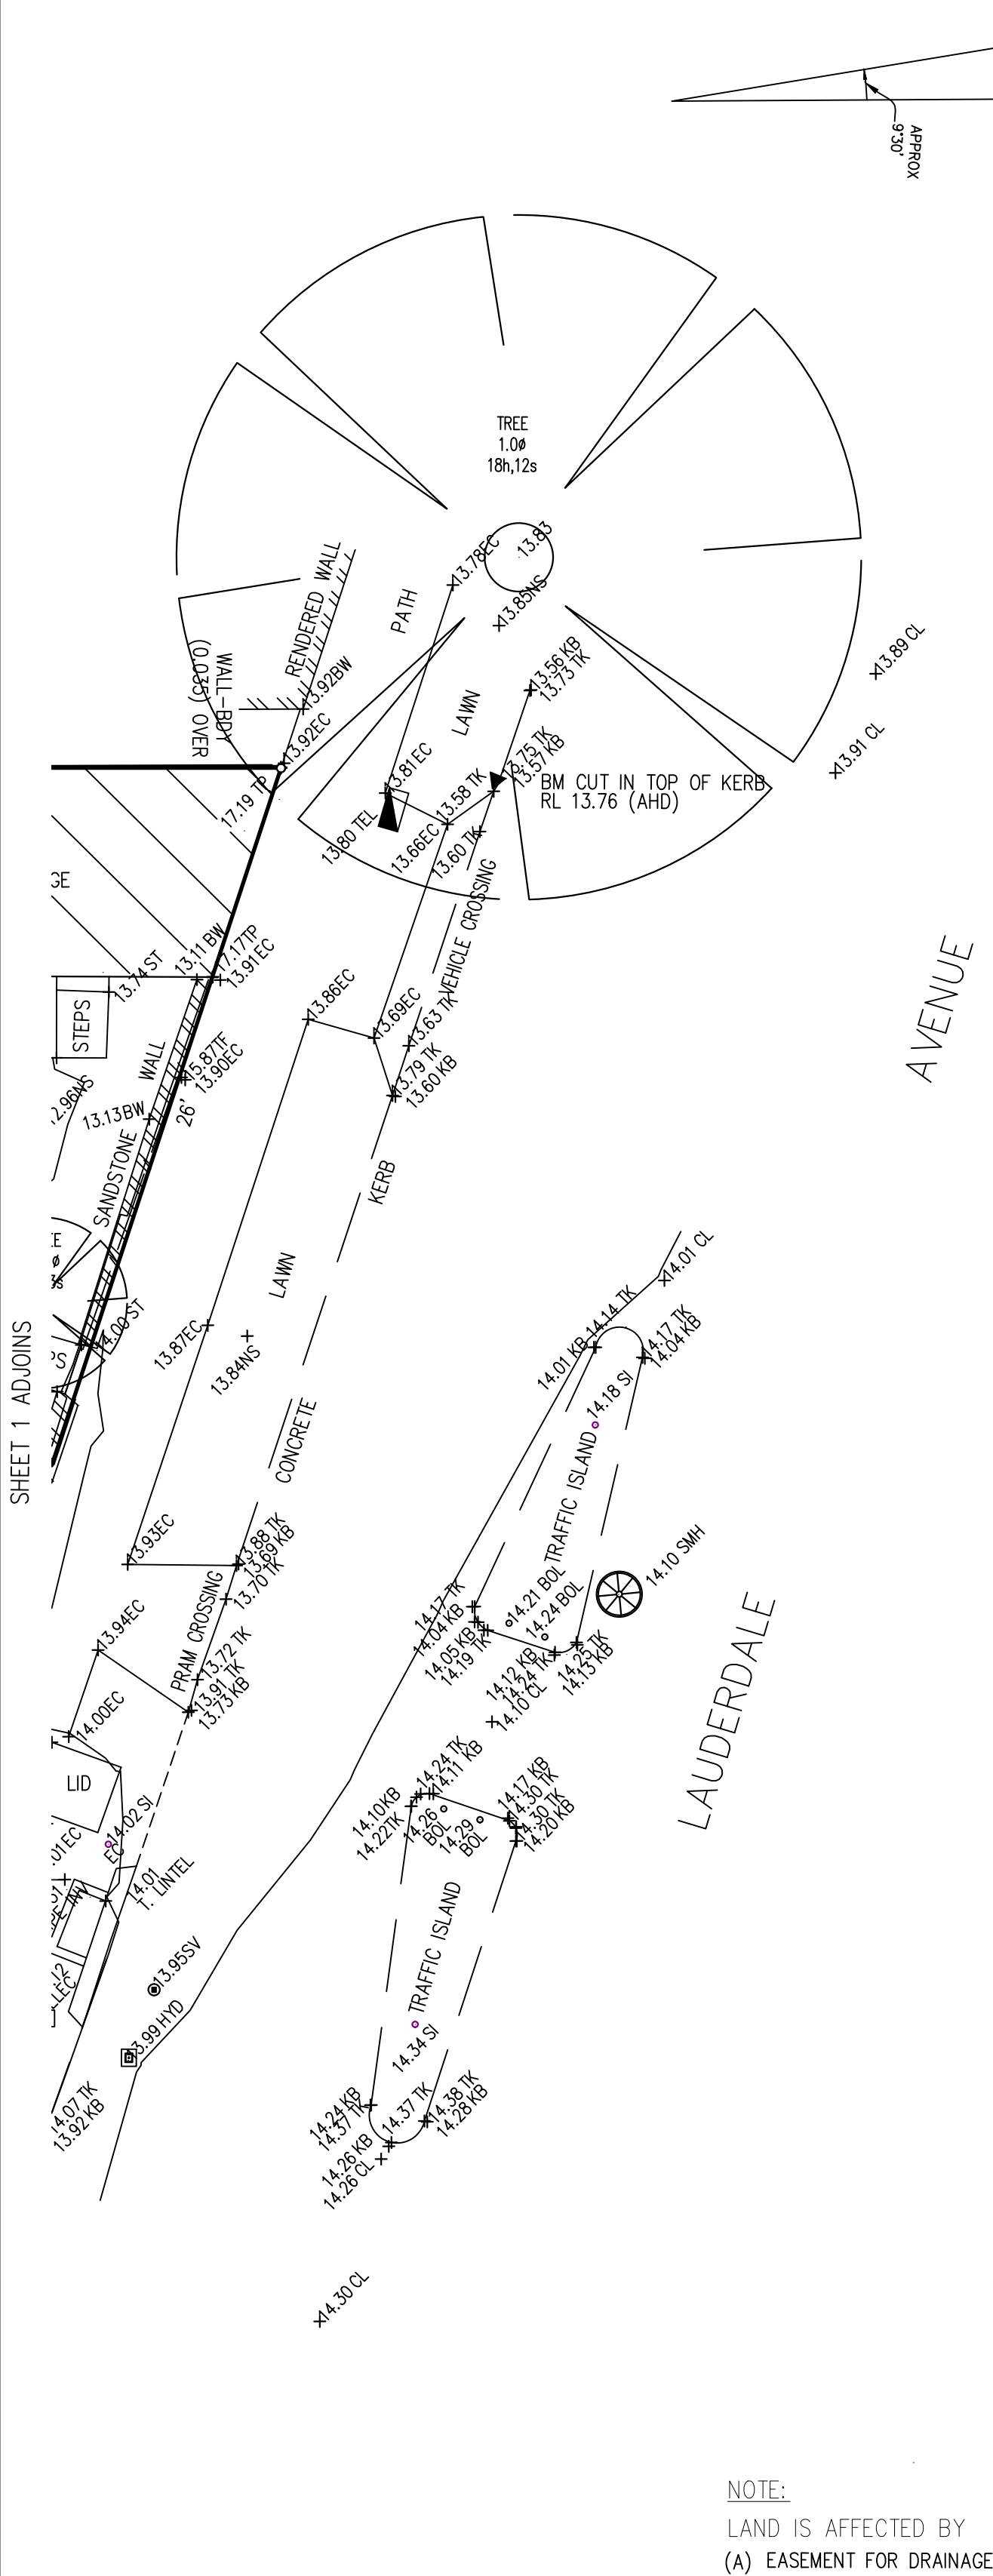 APPROX
9°30'
TREE
1.0ø
18h,12s
13.83
13.78EC
13.85NS
RENDERED WALL
PATH
13.56 KB
13.73 TK
13.89 CL
WALL-BDY
(0.035) OVER
13.92BW
LAWN
13.92EC
13.91 CL
13.75 TK
13.57 KB
BM CUT IN TOP OF KERB
RL 13.76 (AHD)
13.81EC
13.58 TK
17.19 TP
13.80 TEL
13.66EC
13.60 TK
GE
VEHICLE CROSSING
13.11 BW
17.17TP
13.91EC
13.74 ST
AVENUE
STEPS
13.86EC
13.69EC
13.63 TK
WALL
15.87TF
13.90EC
13.79 TK
13.60 KB
2.96NS
13.13BW
26'
SANDSTONE
KERB
14.01 CL
LAWN
14.00 ST
14.14 TK
14.01 KB
14.17 TK
14.04 KB
13.87EC
13.84NS
14.18 SI
SHEET 1 ADJOINS
CONCRETE
TRAFFIC ISLAND
13.93EC
13.88 TK
13.69 KB
13.70 TK
14.10 SMH
PRAM CROSSING
14.17 TK
14.04 KB
14.21 BOL
14.24 BOL
14.05 KB
14.19 TK
13.94EC
13.72 TK
13.91 TK
13.73 KB
14.12 KB
14.24 TK
14.25 TK
14.13 KB
14.10 CL
LAUDERDALE
14.00EC
LID
14.24 TK
14.11 KB
14.10KB
14.22TK
14.26
BOL
14.29
BOL
14.17 KB
14.30 TK
14.30 TK
14.20 KB
14.02 SI
EC
.01EC
14.01
T. LINTEL
TRAFFIC ISLAND
13.95SV
13.99 HYD
14.34 SI
14.07 TK
13.92 KB
14.24 KB
14.37 TK
14.37 TK
14.38 TK
14.28 KB
14.26 KB
14.26 CL
14.30 CL
NOTE:
LAND IS AFFECTED BY
(A) EASEMENT FOR DRAINAGE